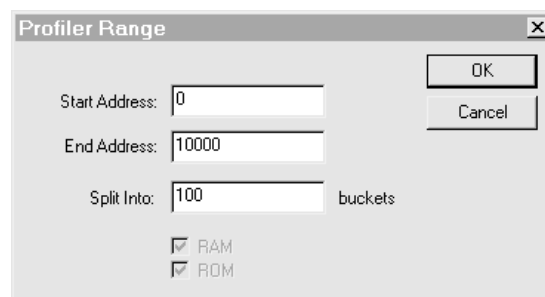 Profiler Range
OK
Start Address: 0
Cancel
End Address: 10000
Split Into: 100 buckets
RAM
ROM